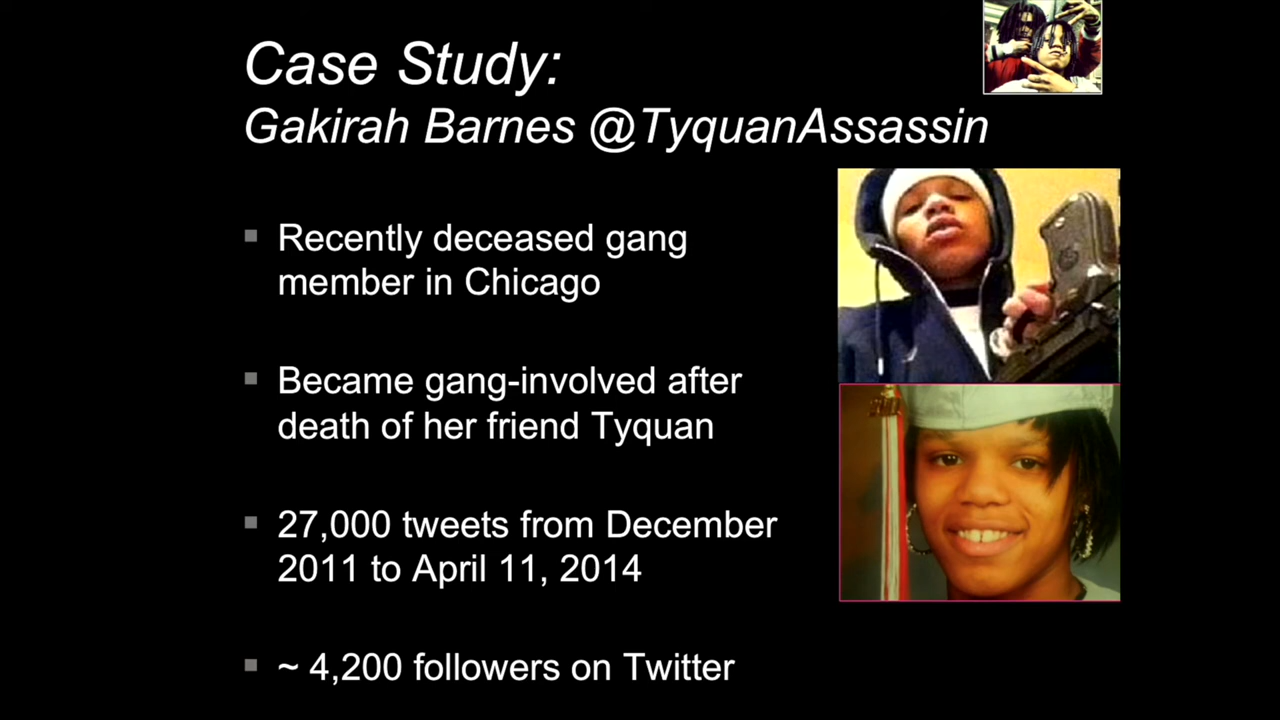 Case Study:
Gakirah Barnes @TyquanAssassin
▪ Recently deceased gang
member in Chicago
▪ Became gang-involved after
death of her friend Tyquan
▪ 27,000 tweets from December
2011 to April 11, 2014
▪ ~ 4,200 followers on Twitter